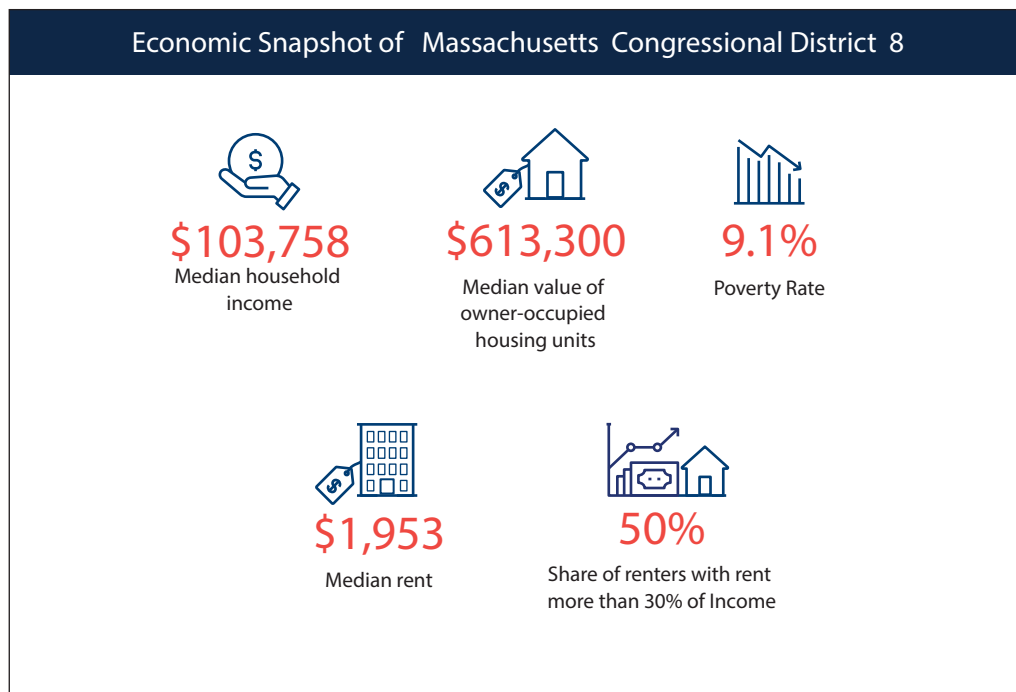 Economic Snapshot of Massachusetts Congressional District 8
$
$
$103,758
$613,300
9.1%
Median household
income
Median value of
owner-occupied
housing units
Poverty Rate
$
$1,953
50%
Median rent
Share of renters with rent
more than 30% of Income